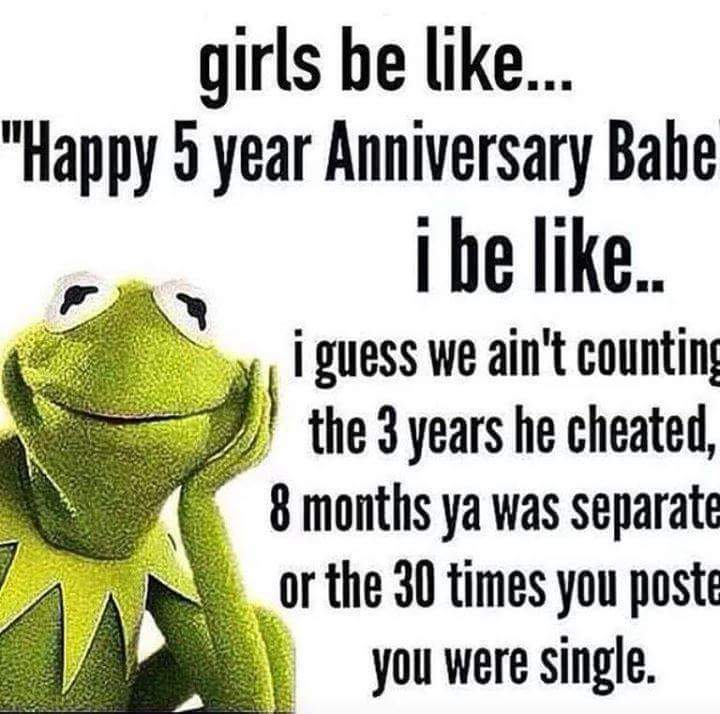 girls be like...
"Happy 5 year Anniversary Babe
i be like..
i guess we ain't counting
the 3 years he cheated,
8 months ya was separate
or the 30 times you poste
you were single.